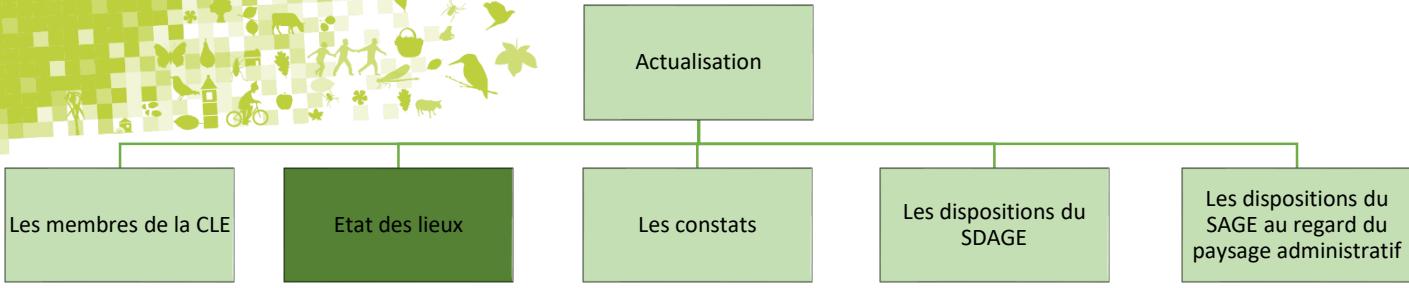 Actualisation
Les membres de la CLE
Etat des lieux
Les constats
Les dispositions du
SDAGE
Les dispositions du
SAGE au regard du
paysage administratif